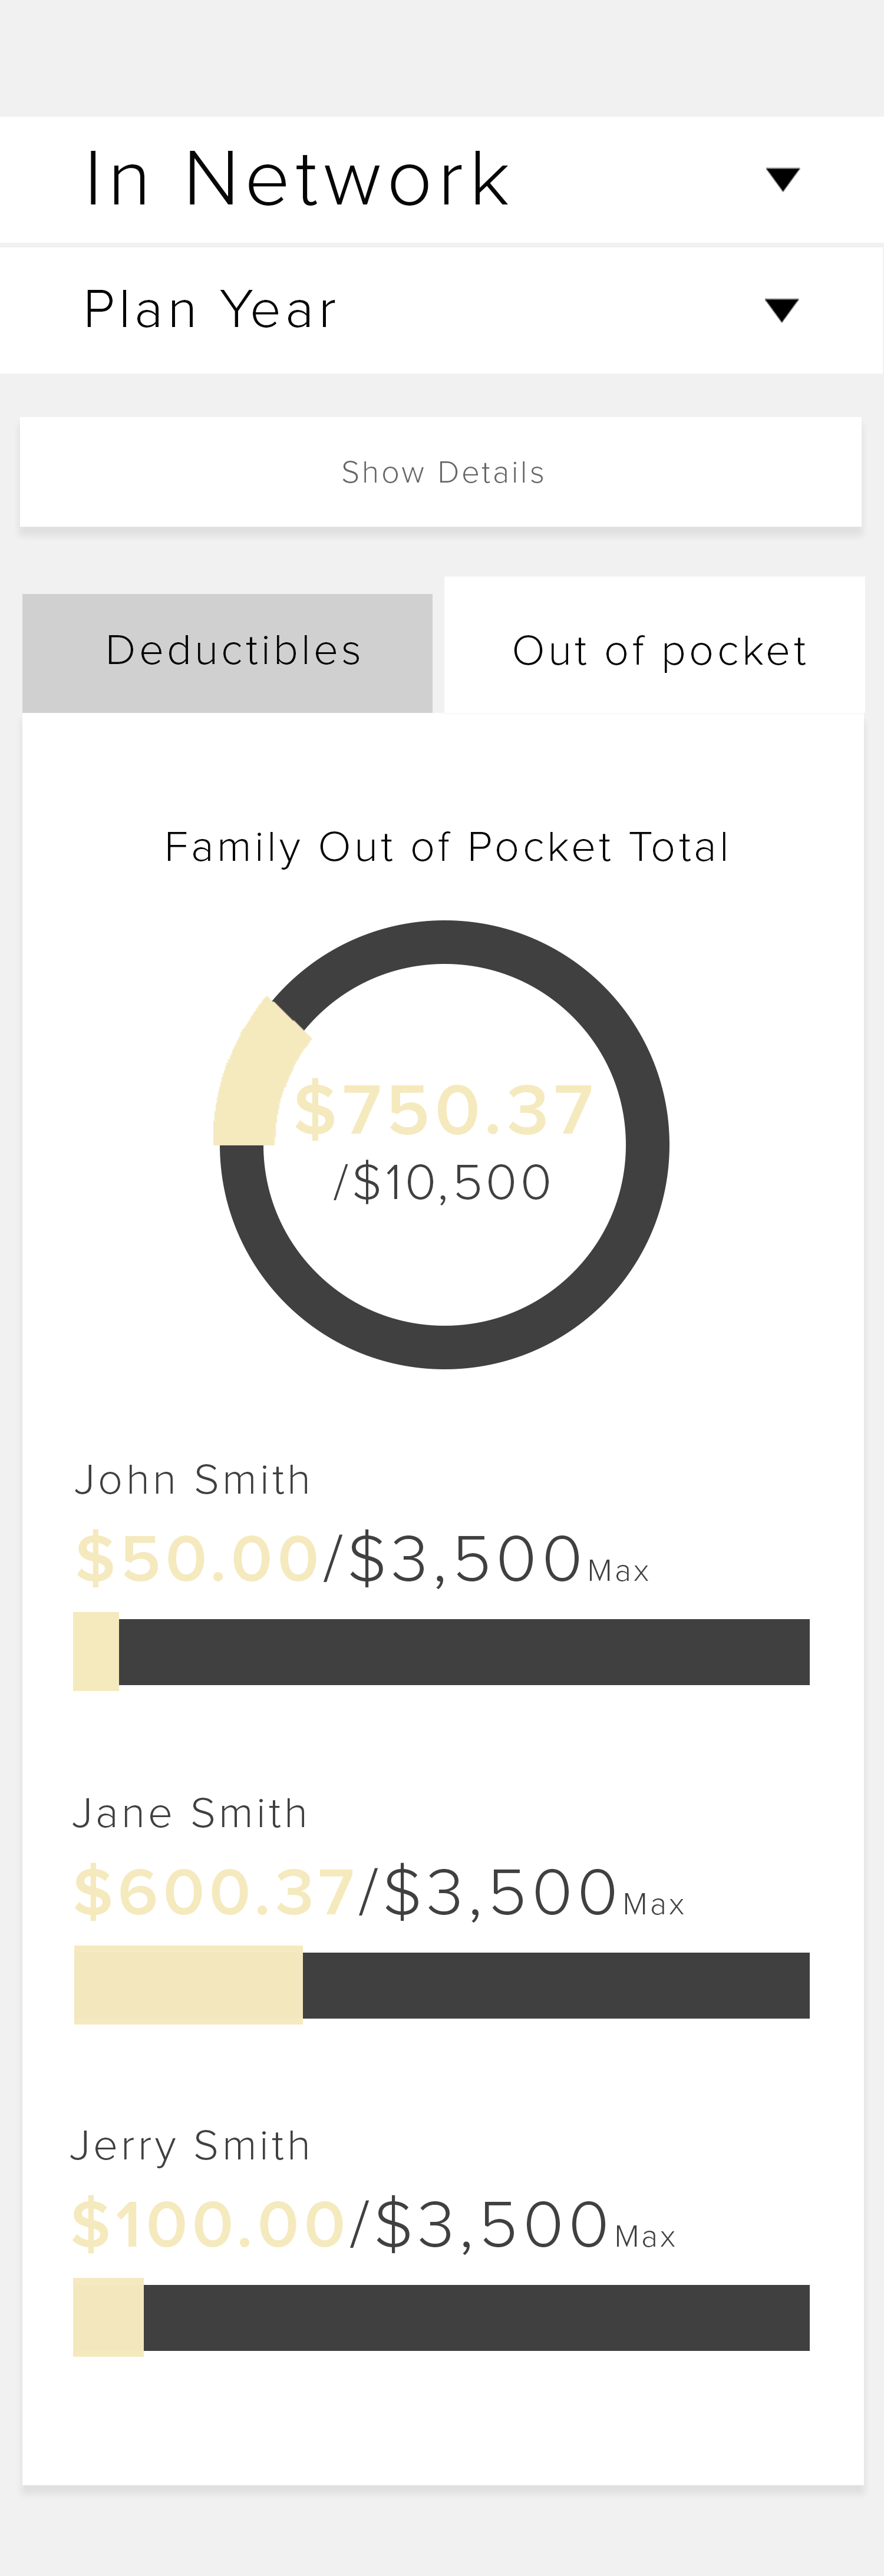 In Network
Plan Year
Show Details
Deductibles
Out of pocket
Family Out of Pocket Total
$750.37
/$10,500
John Smith
$50.00/$3,500 Max
Jane Smith
$600.37/$3,500 Max
Jerry Smith
$100.00/$3,500 Max